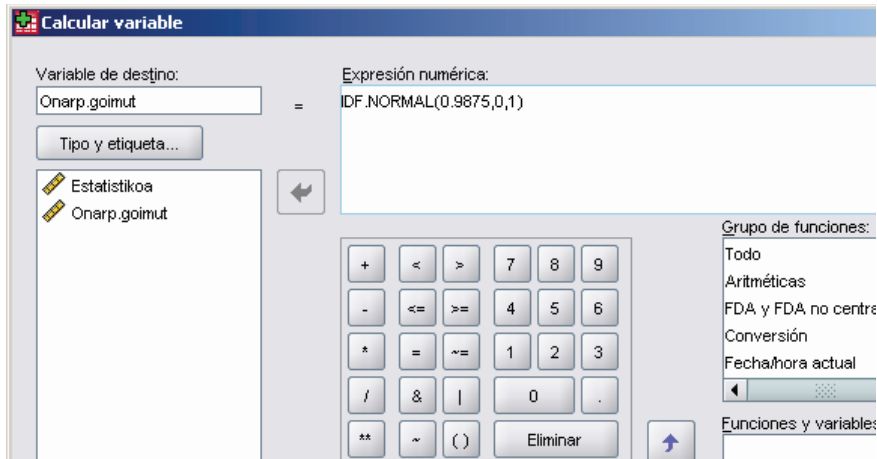 Calcular variable
Variable de destino:
Onarp.goimut
=
Expresión numérica:
IDF.NORMAL(0.9875,0,1)
Tipo y etiqueta...
Estatistikoa
Onarp.goimut
+ < > 7 8 9
- <= >= 4 5 6
* = ~= 1 2 3
/ & | 0 .
** ~ ( ) Eliminar
Grupo de funciones:
Todo
Aritméticas
FDA y FDA no centra
Conversión
Fecha/hora actual
Funciones y variables